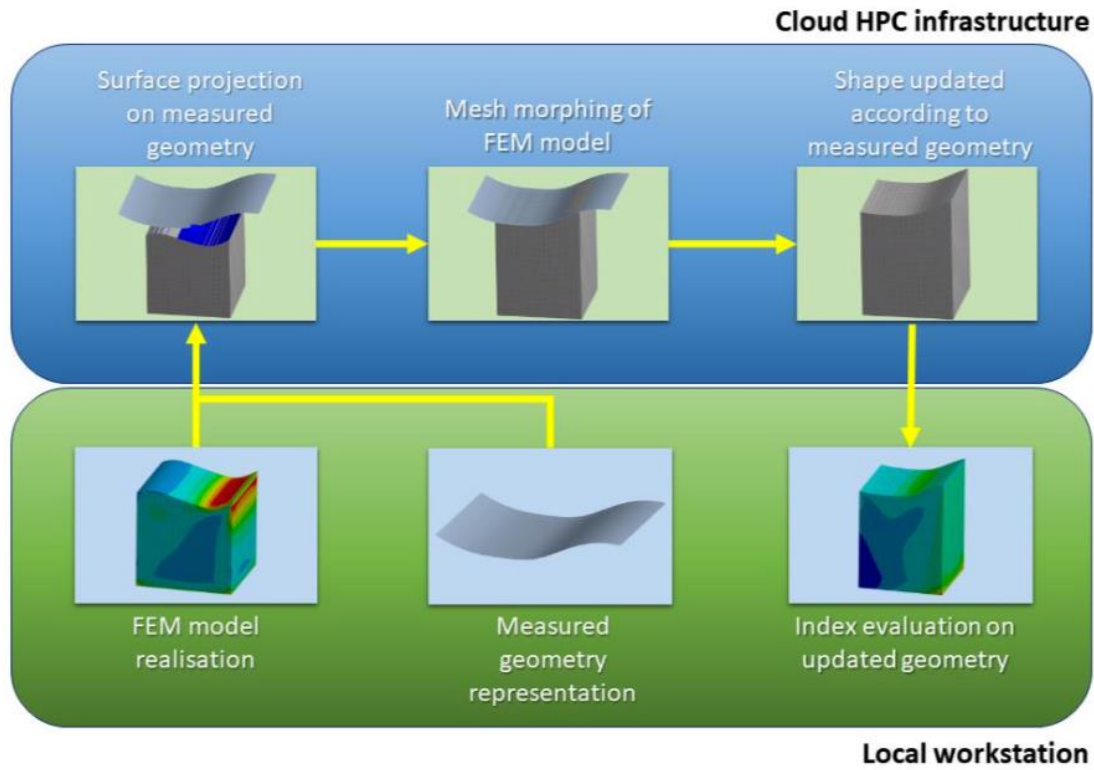 Cloud HPC infrastructure
Surface projection
on measured
geometry
Mesh morphing of
FEM model
Shape updated
according to
measured geometry
FEM model
realisation
Measured
geometry
representation
Index evaluation on
updated geometry
Local workstation